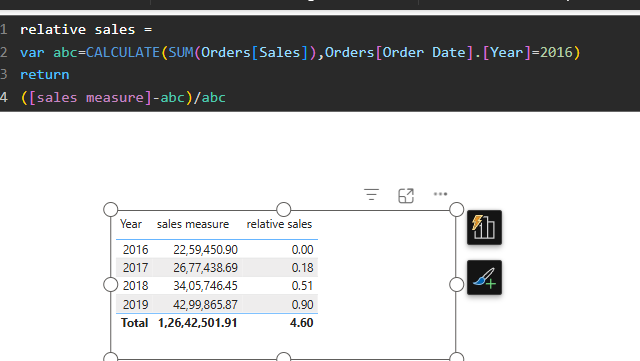 1 relative sales =
2 var abc=CALCULATE(SUM(Orders[Sales]),Orders[Order Date].[Year]=2016)
3 return
4 ([sales measure]-abc)/abc
Year sales measure relative sales
2016 22,59,450.90 0.00
2017 26,77,438.69 0.18
2018 34,05,746.45 0.51
2019 42,99,865.87 0.90
Total 1,26,42,501.91 4.60